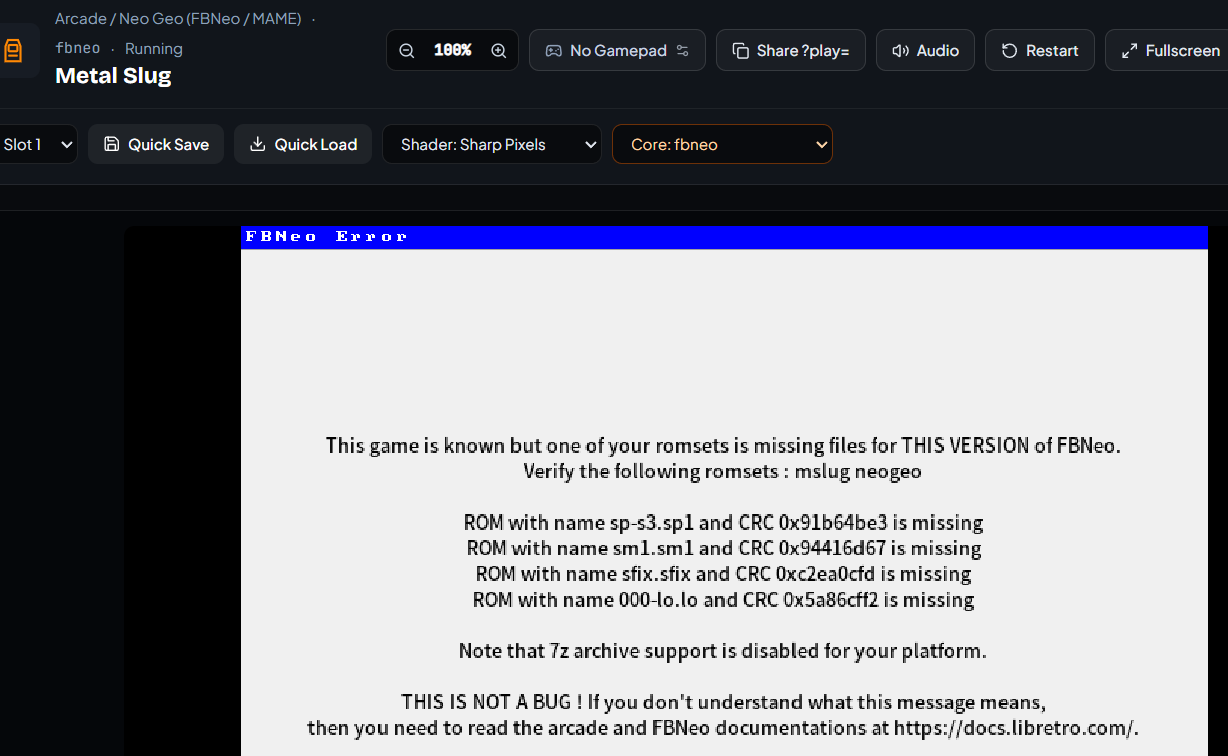 Arcade / Neo Geo (FBNeo / MAME) ·
fbneo · Running
Metal Slug
100%
No Gamepad
Share ?play=
Audio
Restart
Fullscreen
Slot 1
Quick Save
Quick Load
Shader: Sharp Pixels
Core: fbneo
FBNeo Error
This game is known but one of your romsets is missing files for THIS VERSION of FBNeo.
Verify the following romsets : mslug neogeo
ROM with name sp-s3.sp1 and CRC 0x91b64be3 is missing
ROM with name sm1.sm1 and CRC 0x94416d67 is missing
ROM with name sfix.sfix and CRC 0xc2ea0cfd is missing
ROM with name 000-lo.lo and CRC 0x5a86cff2 is missing
Note that 7z archive support is disabled for your platform.
THIS IS NOT A BUG ! If you don't understand what this message means,
then you need to read the arcade and FBNeo documentations at https://docs.libretro.com/.